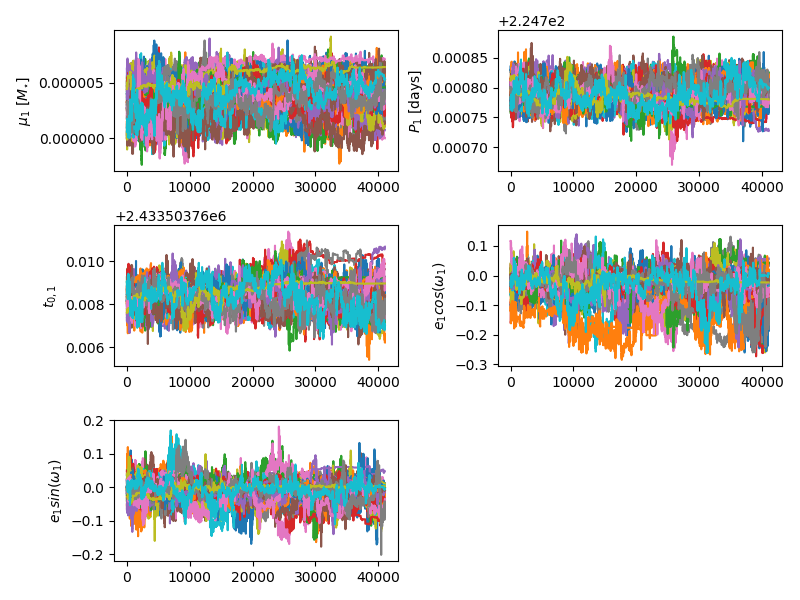 0.000005
0.000000
μ₁ [M⋆]
0 10000 20000 30000 40000
+2.247e2
0.00085
0.00080
0.00075
0.00070
P₁ [days]
0 10000 20000 30000 40000
+2.43350376e6
0.010
0.008
0.006
t₀,₁
0 10000 20000 30000 40000
0.1
0.0
−0.1
−0.2
−0.3
e₁cos(ω₁)
0 10000 20000 30000 40000
0.2
0.1
0.0
−0.1
−0.2
e₁sin(ω₁)
0 10000 20000 30000 40000